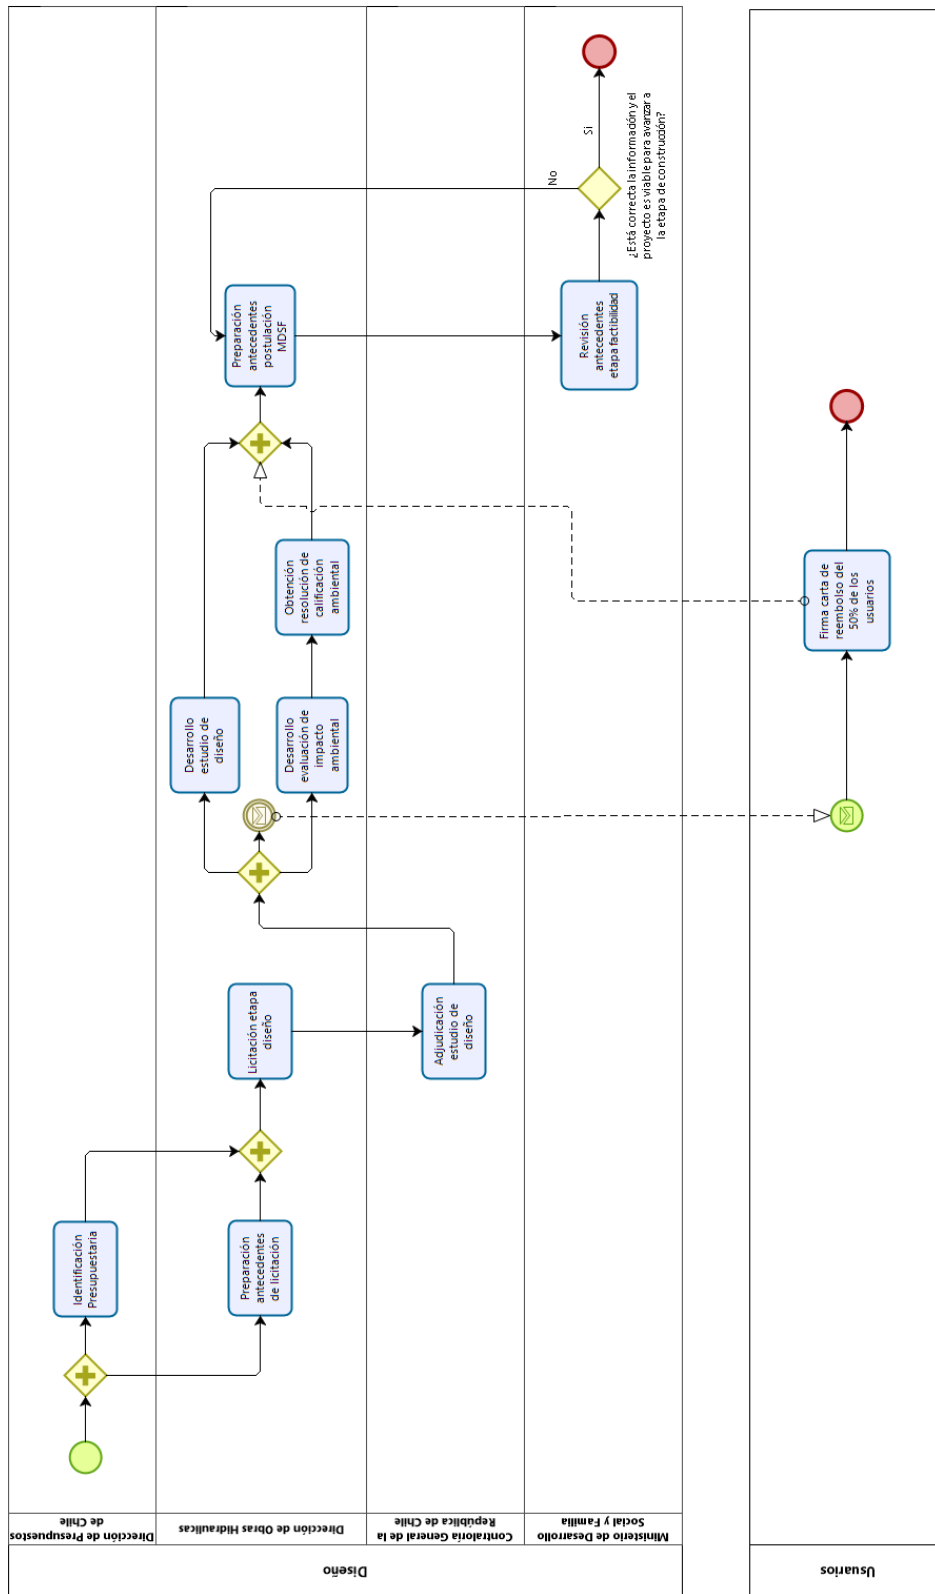 Diseño
Dirección de Presupuestos
de Chile
Dirección de Obras Hidraulicas
Contraloría General de la
República de Chile
Ministerio de Desarrollo
Social y Familia
Identificación
Presupuestaria
Preparación
antecedentes
de licitación
Licitación etapa
diseño
Adjudicación
estudio de
diseño
Desarrollo
estudio de
diseño
Desarrollo
evaluación de
impacto
ambiental
Obtención
resolución de
calificación
ambiental
Preparación
antecedentes
postulación
MDSF
Revisión
antecedentes
etapa factibilidad
No
Si
¿Está correcta la información y el
proyecto es viable para avanzar a
la etapa de construcción?
Usuarios
Firma carta de
reembolso del
50% de los
usuarios